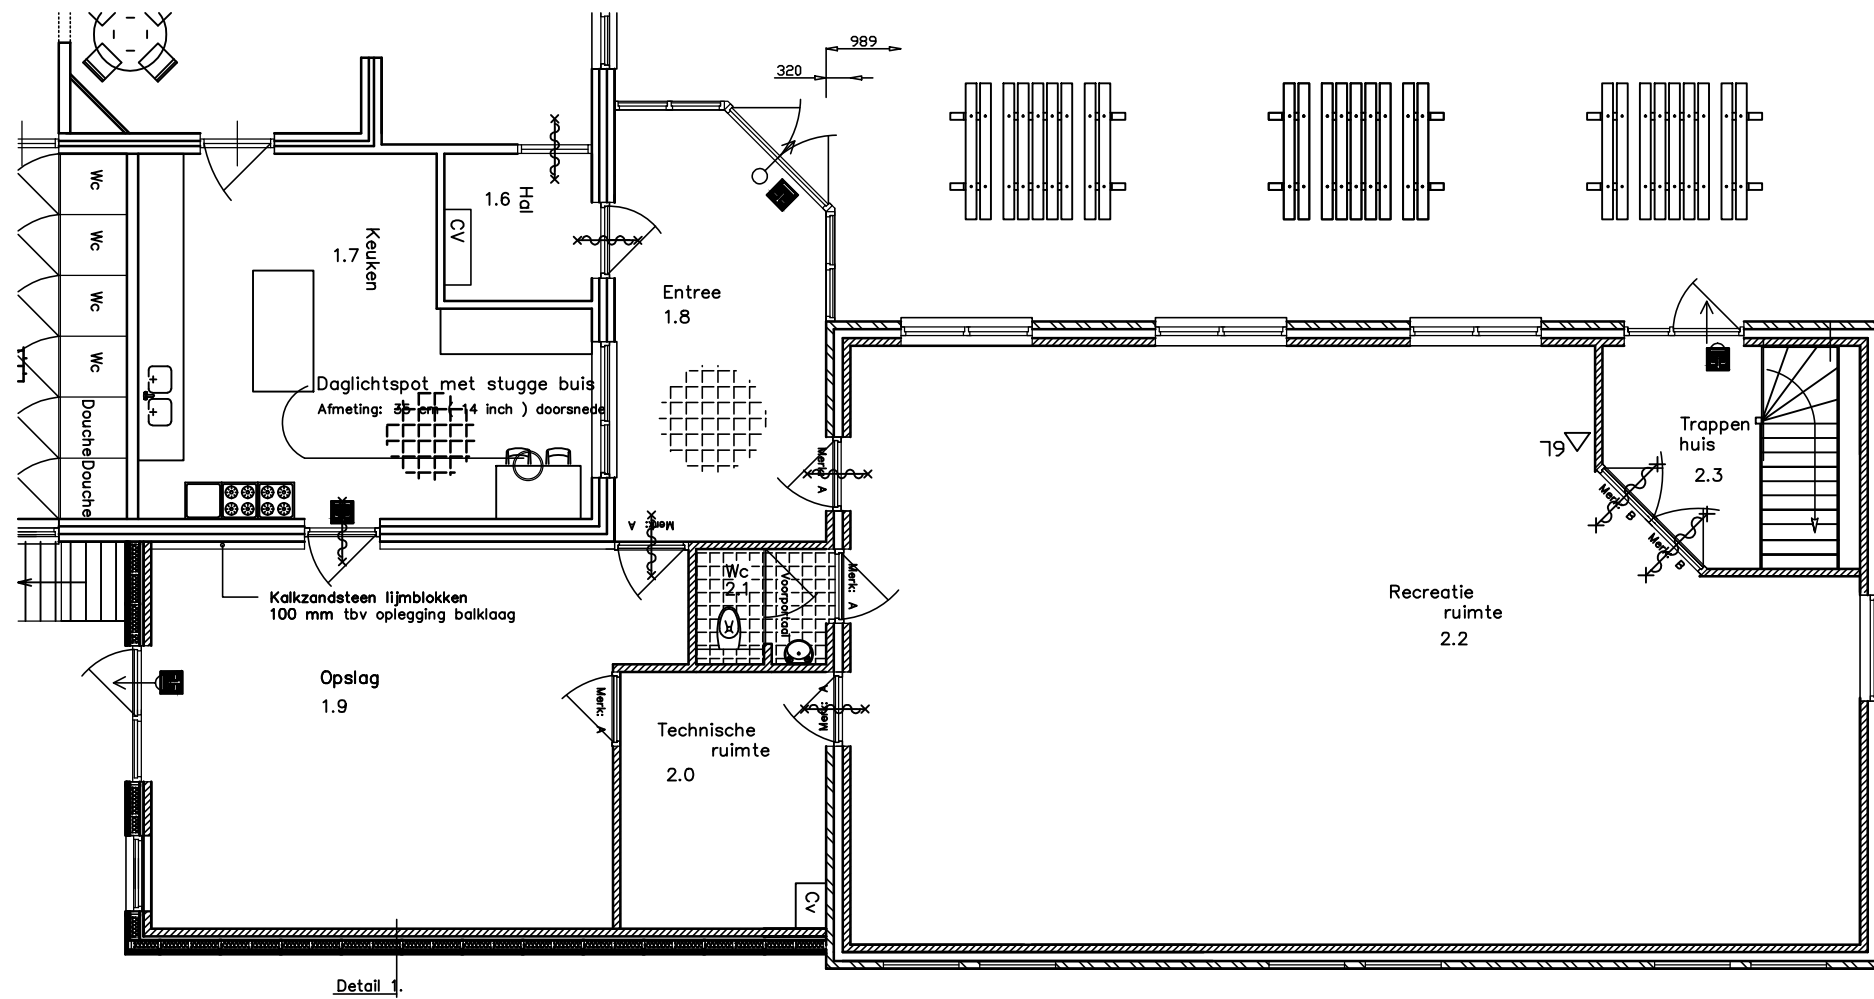 989
320
Wc
Wc
Wc
Wc
Douche
Douche
1.6
Hal
CV
1.7
Keuken
Entree
1.8
Daglichtspot met stugge buis
Afmeting: 35 cm ( 14 inch ) doorsnede
Merk: A
Merk: A
79
Trappen
huis
2.3
Merk: B
Merk: B
Wc
2.1
Voorportaal
Merk: A
Kalkzandsteen lijmblokken
100 mm tbv oplegging balklaag
Recreatie
ruimte
2.2
Opslag
1.9
Merk: A
Merk: A
Technische
ruimte
2.0
Cv
Detail 1.